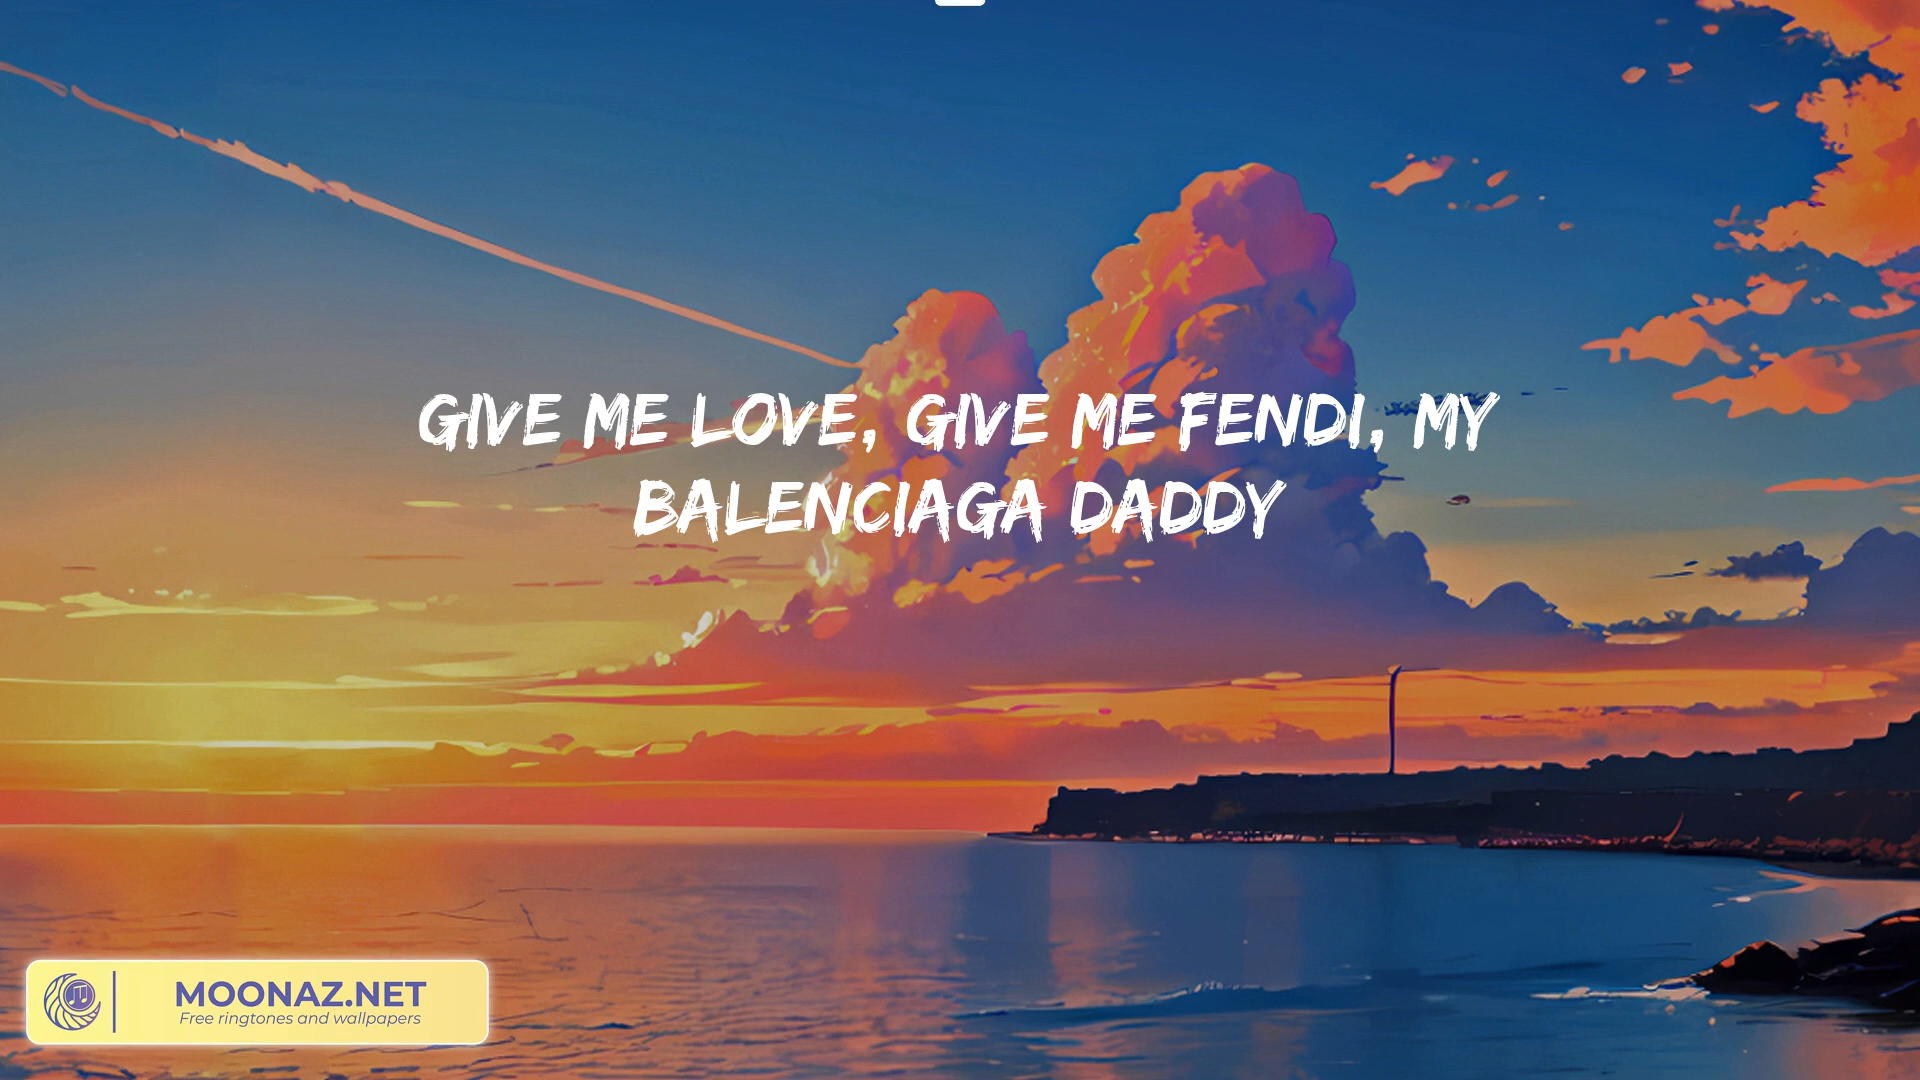 GIVE ME LOVE, GIVE ME FENDI, MY
BALENCIAGA DADDY
MOONAZ.NET
Free ringtones and wallpapers